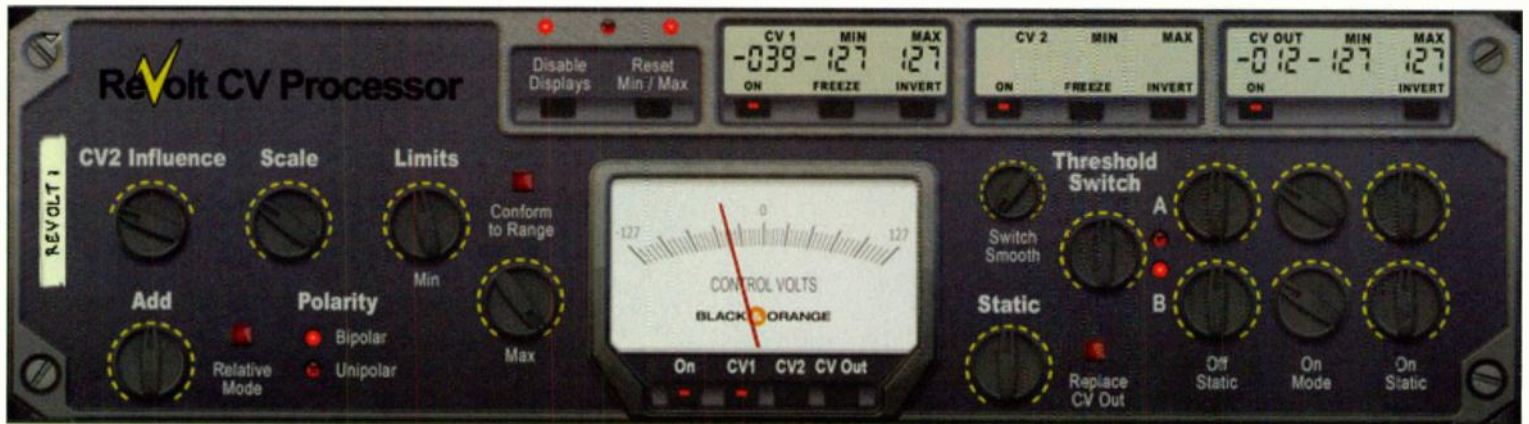 ReVolt CV Processor
REVOLT 1
Disable Displays
Reset Min / Max
CV 1 MIN MAX
-039 -127 127
ON FREEZE INVERT
CV 2 MIN MAX
ON FREEZE INVERT
CV OUT MIN MAX
-012 -127 127
ON INVERT
CV2 Influence
Scale
Limits
Min
Conform
to Range
Max
Add
Relative
Mode
Polarity
Bipolar
Unipolar
-127 0 127
CONTROL VOLTS
BLACK & ORANGE
On CV1 CV2 CV Out
Switch
Smooth
Threshold
Switch
A
B
Static
Replace
CV Out
Off
Static
On
Mode
On
Static